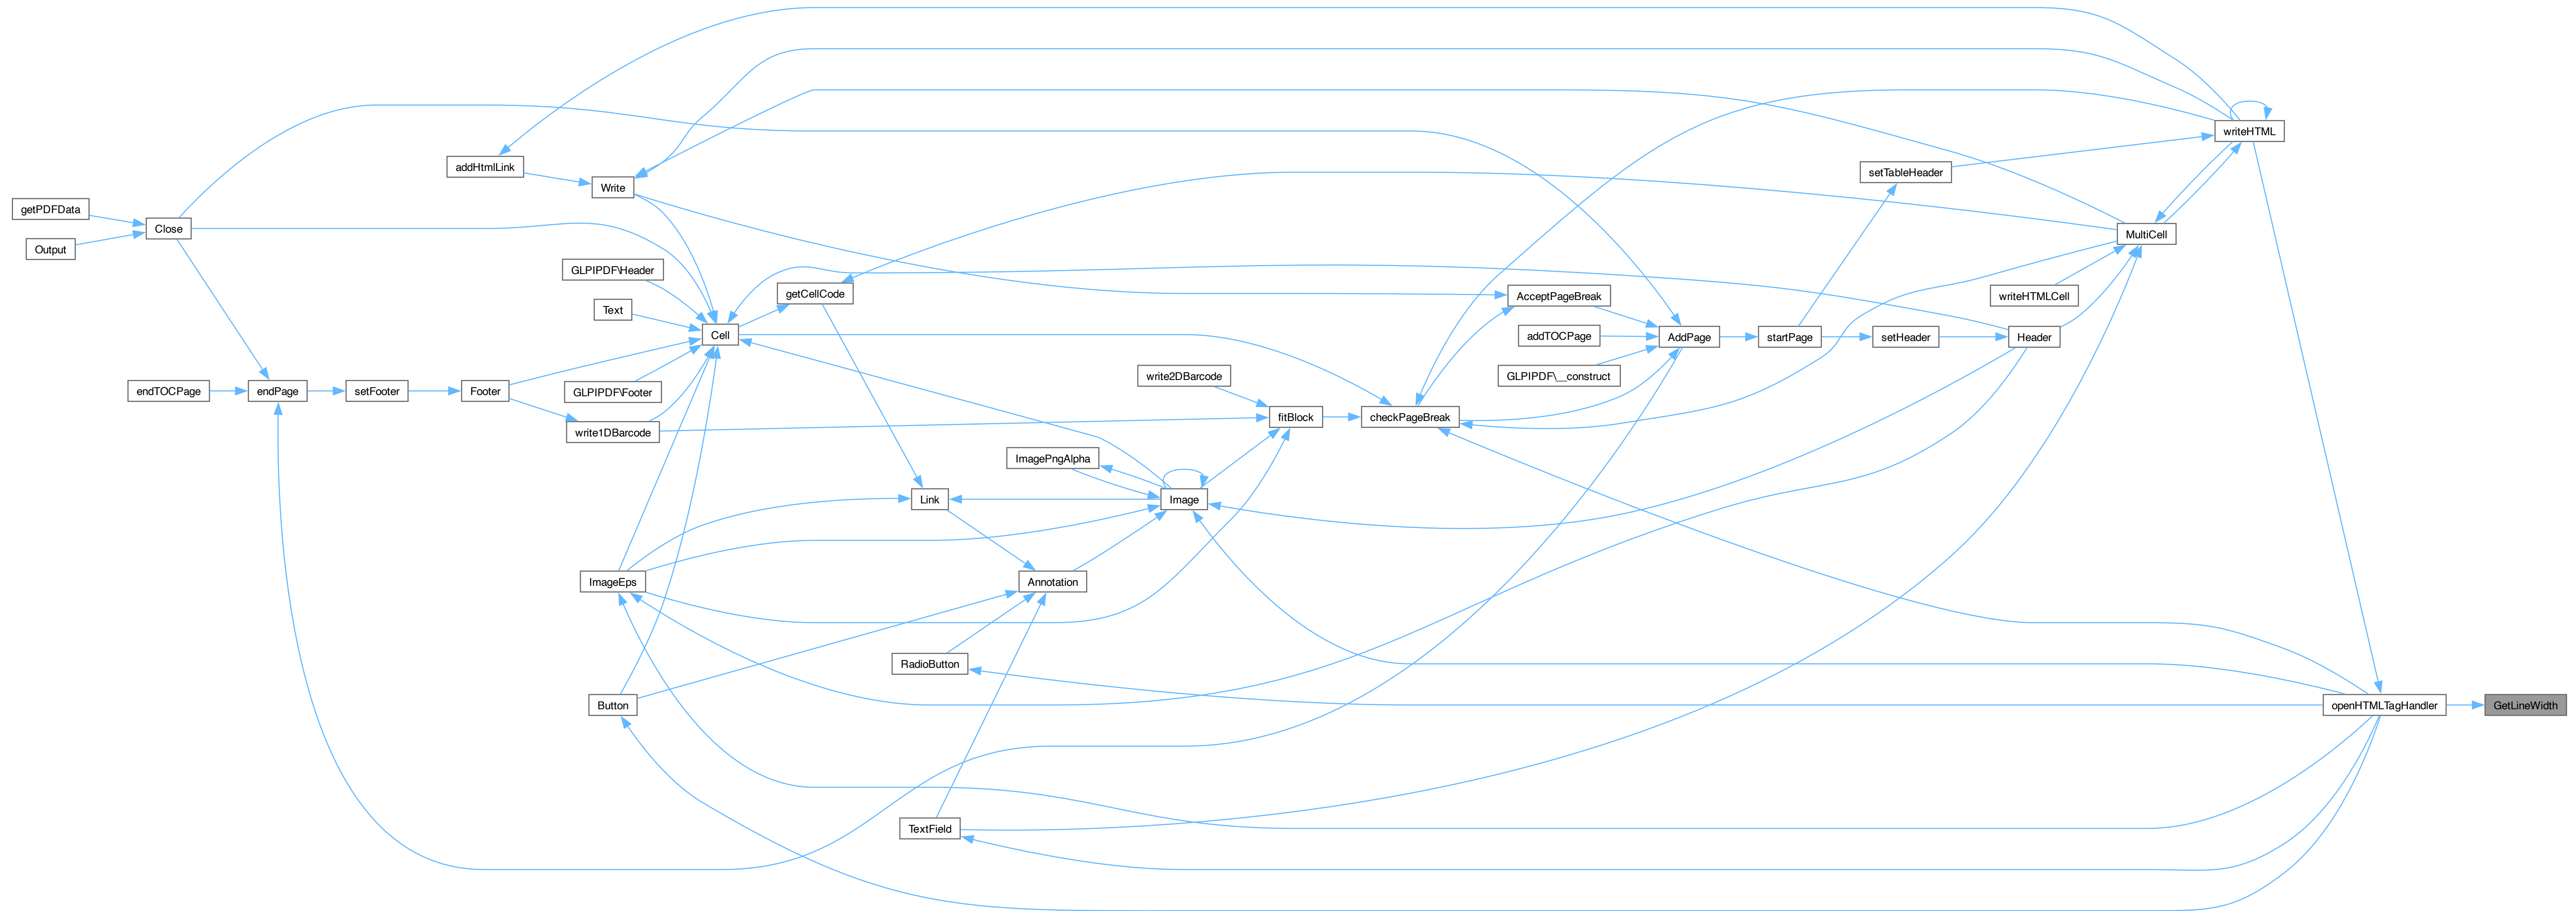 writeHTML
addHtmlLink
setTableHeader
Write
getPDFData
Close
MultiCell
Output
GLPIPDF\Header
getCellCode
AcceptPageBreak
writeHTMLCell
Text
Cell
addTOCPage
AddPage
startPage
setHeader
Header
write2DBarcode
GLPIPDF\__construct
endTOCPage
endPage
setFooter
Footer
GLPIPDF\Footer
fitBlock
checkPageBreak
write1DBarcode
ImagePngAlpha
Link
Image
ImageEps
Annotation
RadioButton
Button
openHTMLTagHandler
GetLineWidth
TextField